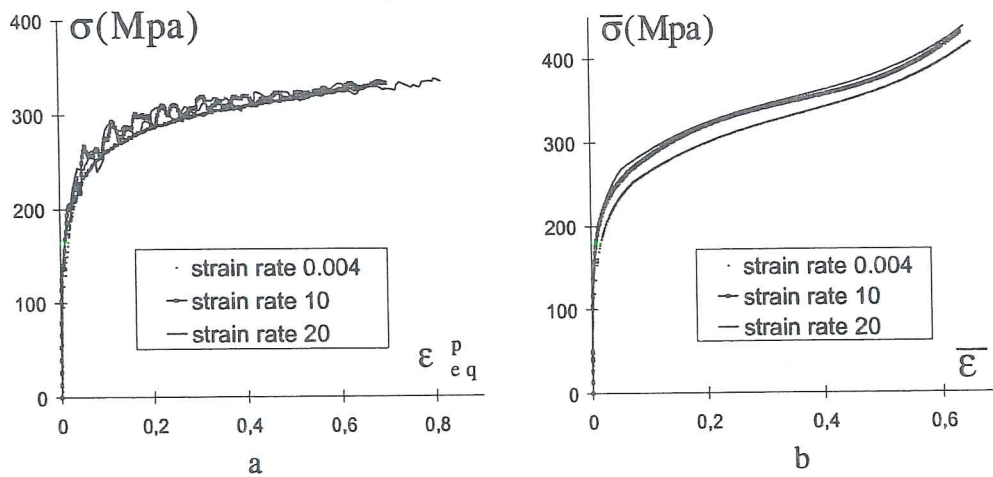 σ(Mpa)
400
300
200
100
0
0
0,2
0,4
0,6
0,8
strain rate 0.004
strain rate 10
strain rate 20
ε p eq
a
σ̅(Mpa)
400
300
200
100
0
0
0,2
0,4
0,6
strain rate 0.004
strain rate 10
strain rate 20
ε̅
b